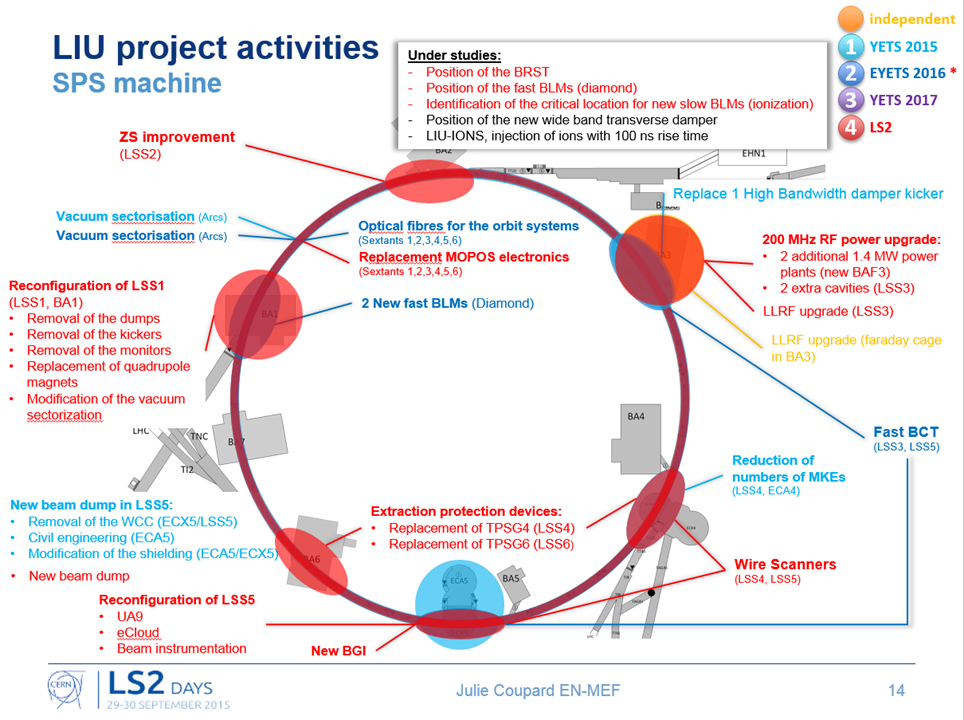 LIU project activities
SPS machine
independent
1 YETS 2015
2 EYETS 2016 *
3 YETS 2017
4 LS2
Under studies:
- Position of the BRST
- Position of the fast BLMs (diamond)
- Identification of the critical location for new slow BLMs (ionization)
- Position of the new wide band transverse damper
- LIU-IONS, injection of ions with 100 ns rise time
ZS improvement
(LSS2)
BA2
EHN1
Replace 1 High Bandwidth damper kicker
Vacuum sectorisation (Arcs)
Vacuum sectorisation (Arcs)
Optical fibres for the orbit systems
(Sextants 1,2,3,4,5,6)
Replacement MOPOS electronics
(Sextants 1,2,3,4,5,6)
200 MHz RF power upgrade:
• 2 additional 1.4 MW power
plants (new BAF3)
• 2 extra cavities (LSS3)
LLRF upgrade (LSS3)
LLRF upgrade (faraday cage
in BA3)
Reconfiguration of LSS1
(LSS1, BA1)
• Removal of the dumps
• Removal of the kickers
• Removal of the monitors
• Replacement of quadrupole
magnets
• Modification of the vacuum
sectorization
BA1
2 New fast BLMs (Diamond)
LHC
TNC
TI2
BA7
BA4
Fast BCT
(LSS3, LSS5)
Reduction of
numbers of MKEs
(LSS4, ECA4)
New beam dump in LSS5:
• Removal of the WCC (ECX5/LSS5)
• Civil engineering (ECA5)
• Modification of the shielding (ECA5/ECX5)
• New beam dump
Extraction protection devices:
• Replacement of TPSG4 (LSS4)
• Replacement of TPSG6 (LSS6)
BA6
ECA5
BA5
Wire Scanners
(LSS4, LSS5)
Reconfiguration of LSS5
• UA9
• eCloud
• Beam instrumentation
New BGI
CERN
LS2 DAYS
29-30 SEPTEMBER 2015
Julie Coupard EN-MEF
14